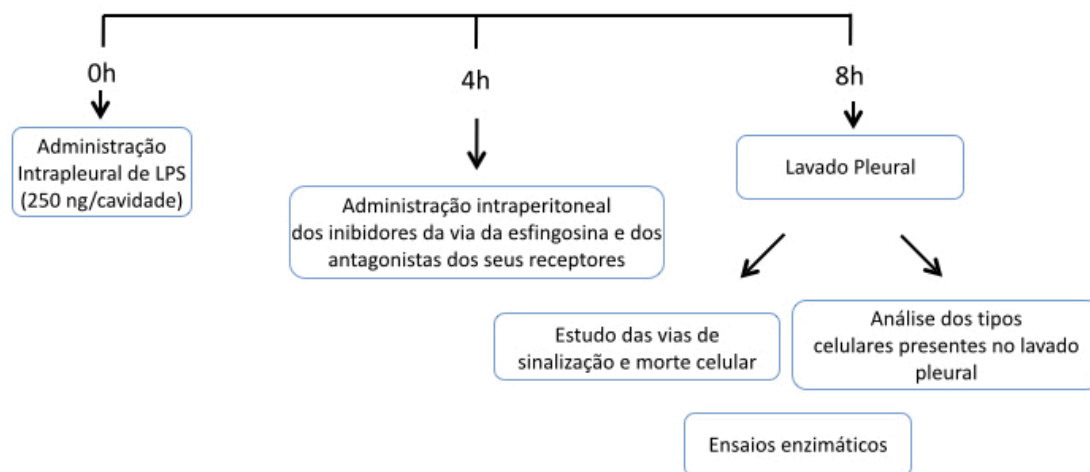 0h
4h
8h
Administração
Intrapleural de LPS
(250 ng/cavidade)
Administração intraperitoneal
dos inibidores da via da esfingosina e dos
antagonistas dos seus receptores
Lavado Pleural
Estudo das vias de
sinalização e morte celular
Análise dos tipos
celulares presentes no lavado
pleural
Ensaios enzimáticos